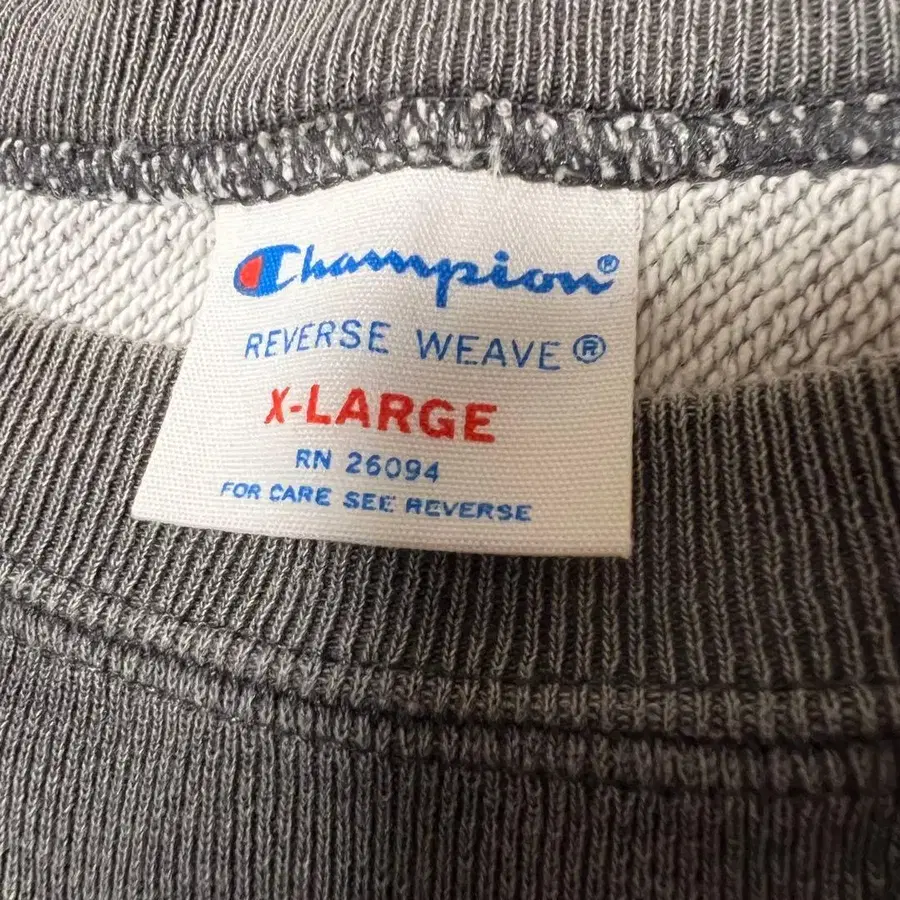 Champion®
REVERSE WEAVE®
X-LARGE
RN 26094
FOR CARE SEE REVERSE